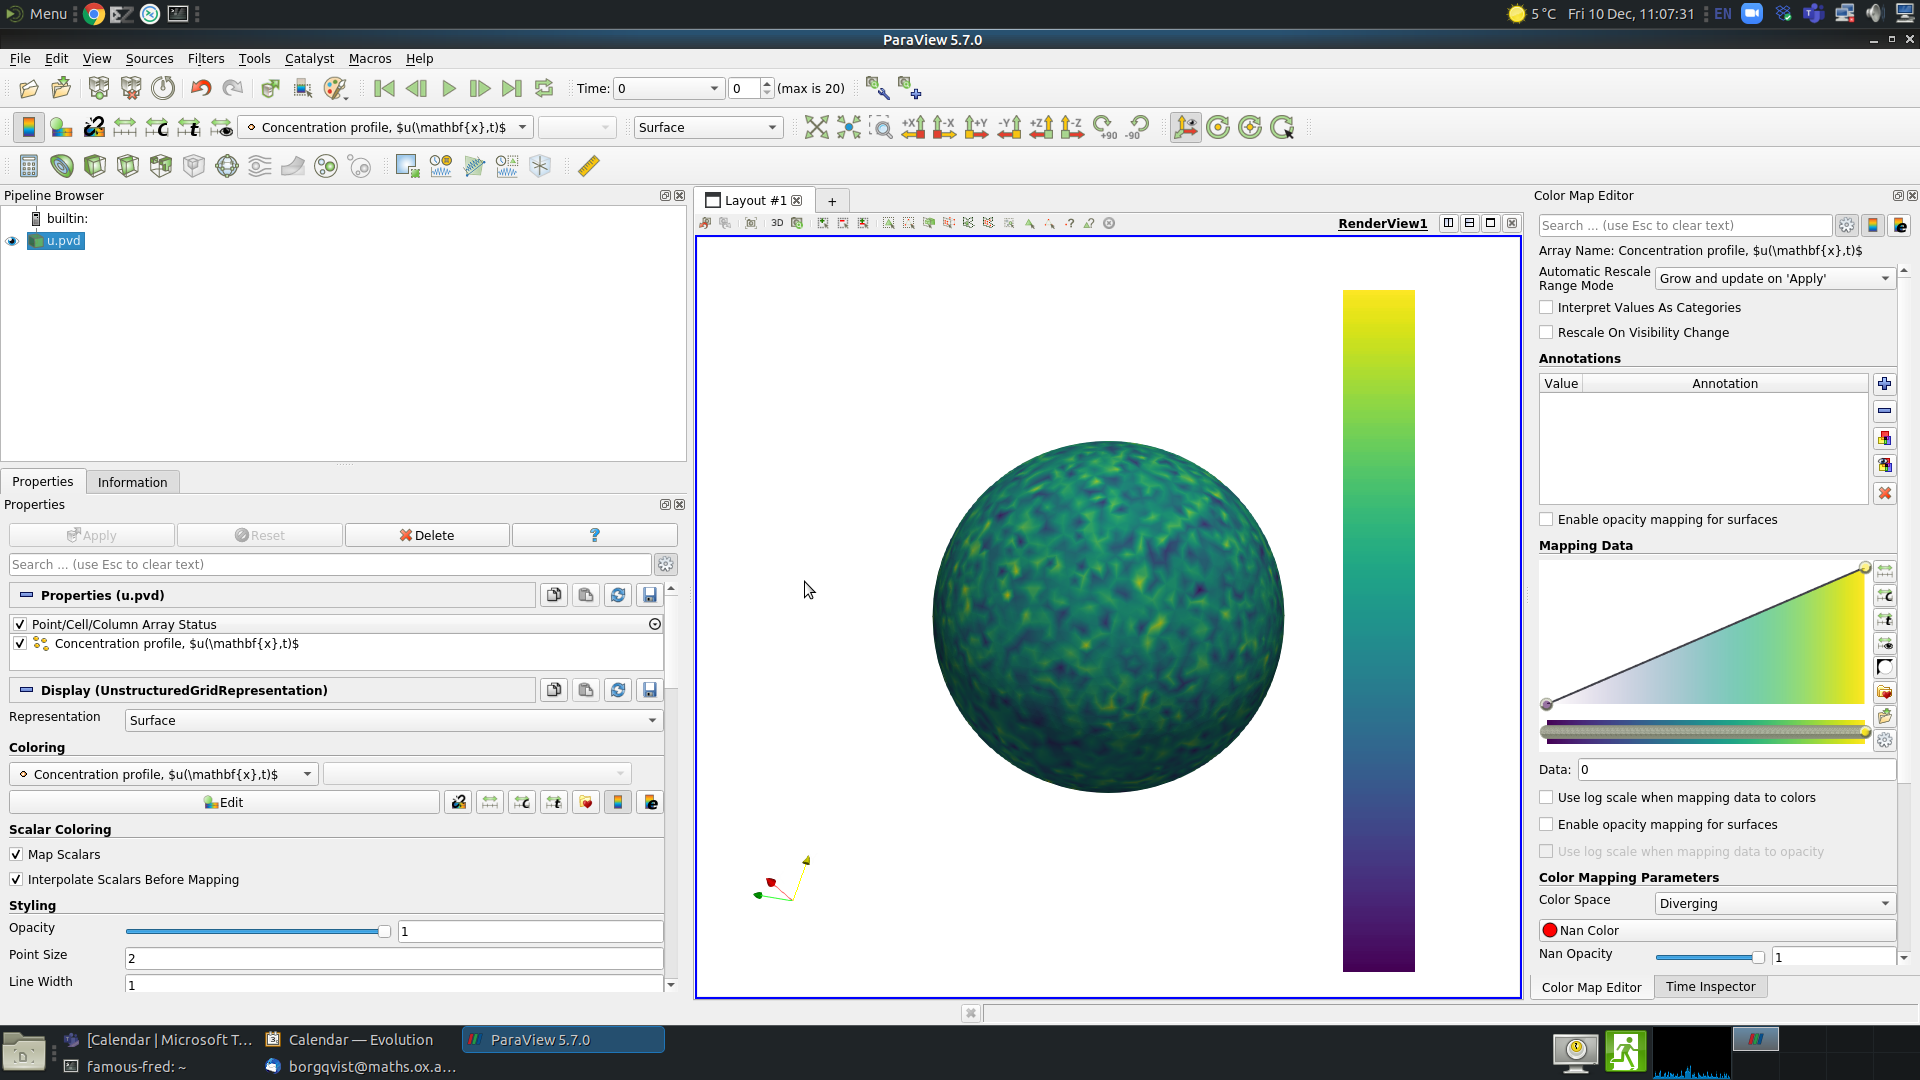 Menu
5 °C Fri 10 Dec, 11:07:31 EN
ParaView 5.7.0
File Edit View Sources Filters Tools Catalyst Macros Help
Time: 0 0 (max is 20)
Concentration profile, $u(\mathbf{x},t)$ Surface +X -X +Y -Y +Z -Z +90 -90
Pipeline Browser
builtin:
u.pvd
Layout #1 +
3D RenderView1
Properties Information
Properties
Apply Reset Delete ?
Search ... (use Esc to clear text)
Properties (u.pvd)
Point/Cell/Column Array Status
Concentration profile, $u(\mathbf{x},t)$
Display (UnstructuredGridRepresentation)
Representation Surface
Coloring
Concentration profile, $u(\mathbf{x},t)$
Edit
Scalar Coloring
Map Scalars
Interpolate Scalars Before Mapping
Styling
Opacity 1
Point Size 2
Line Width 1
Color Map Editor
Search ... (use Esc to clear text)
Array Name: Concentration profile, $u(\mathbf{x},t)$
Automatic Rescale
Range Mode Grow and update on 'Apply'
Interpret Values As Categories
Rescale On Visibility Change
Annotations
Value Annotation
Enable opacity mapping for surfaces
Mapping Data
Data: 0
Use log scale when mapping data to colors
Enable opacity mapping for surfaces
Use log scale when mapping data to opacity
Color Mapping Parameters
Color Space Diverging
Nan Color
Nan Opacity 1
Color Map Editor Time Inspector
[Calendar | Microsoft T... Calendar — Evolution ParaView 5.7.0
famous-fred: ~ borgqvist@maths.ox.a...